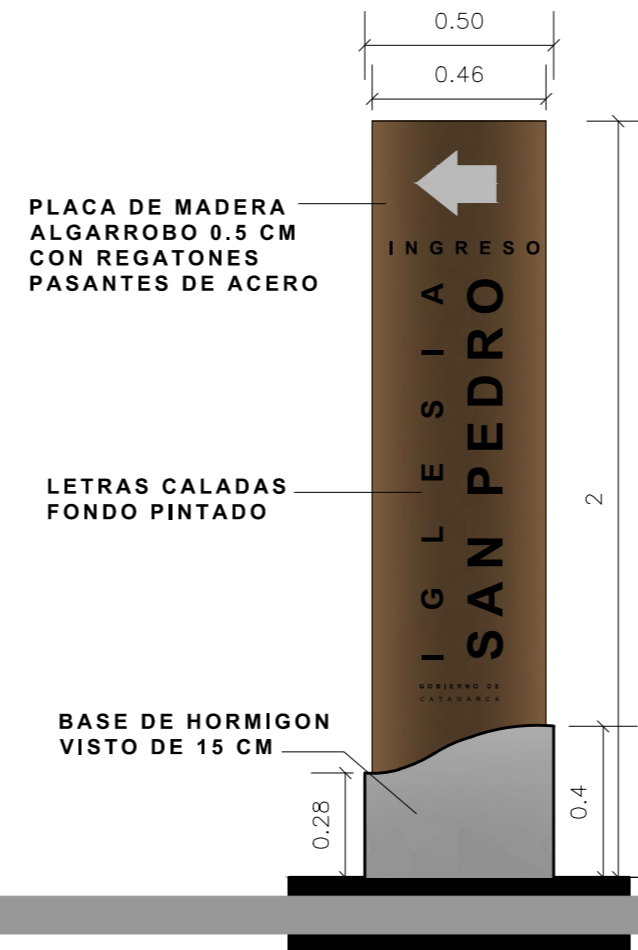 0.50
0.46
PLACA DE MADERA
ALGARROBO 0.5 CM
CON REGATONES
PASANTES DE ACERO
INGRESO
IGLESIA
SAN PEDRO
LETRAS CALADAS
FONDO PINTADO
2
GOBIERNO DE
CATAMARCA
BASE DE HORMIGON
VISTO DE 15 CM
0.28
0.4